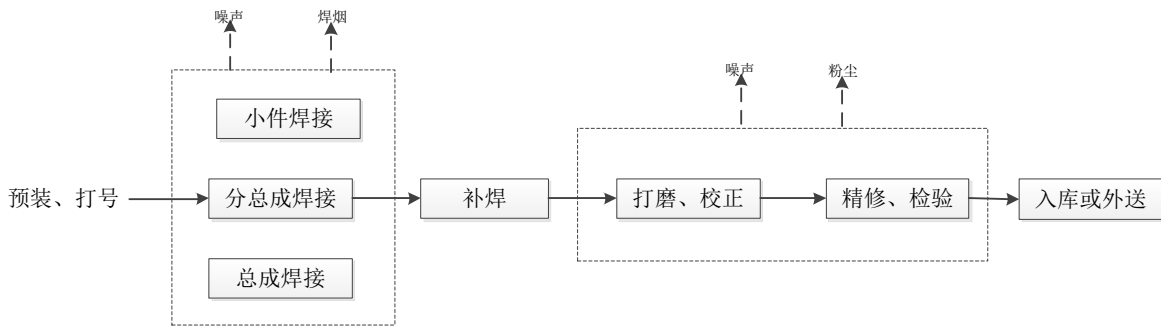 噪声
焊烟
噪声
粉尘
小件焊接
预装、打号
分总成焊接
补焊
打磨、校正
精修、检验
入库或外送
总成焊接